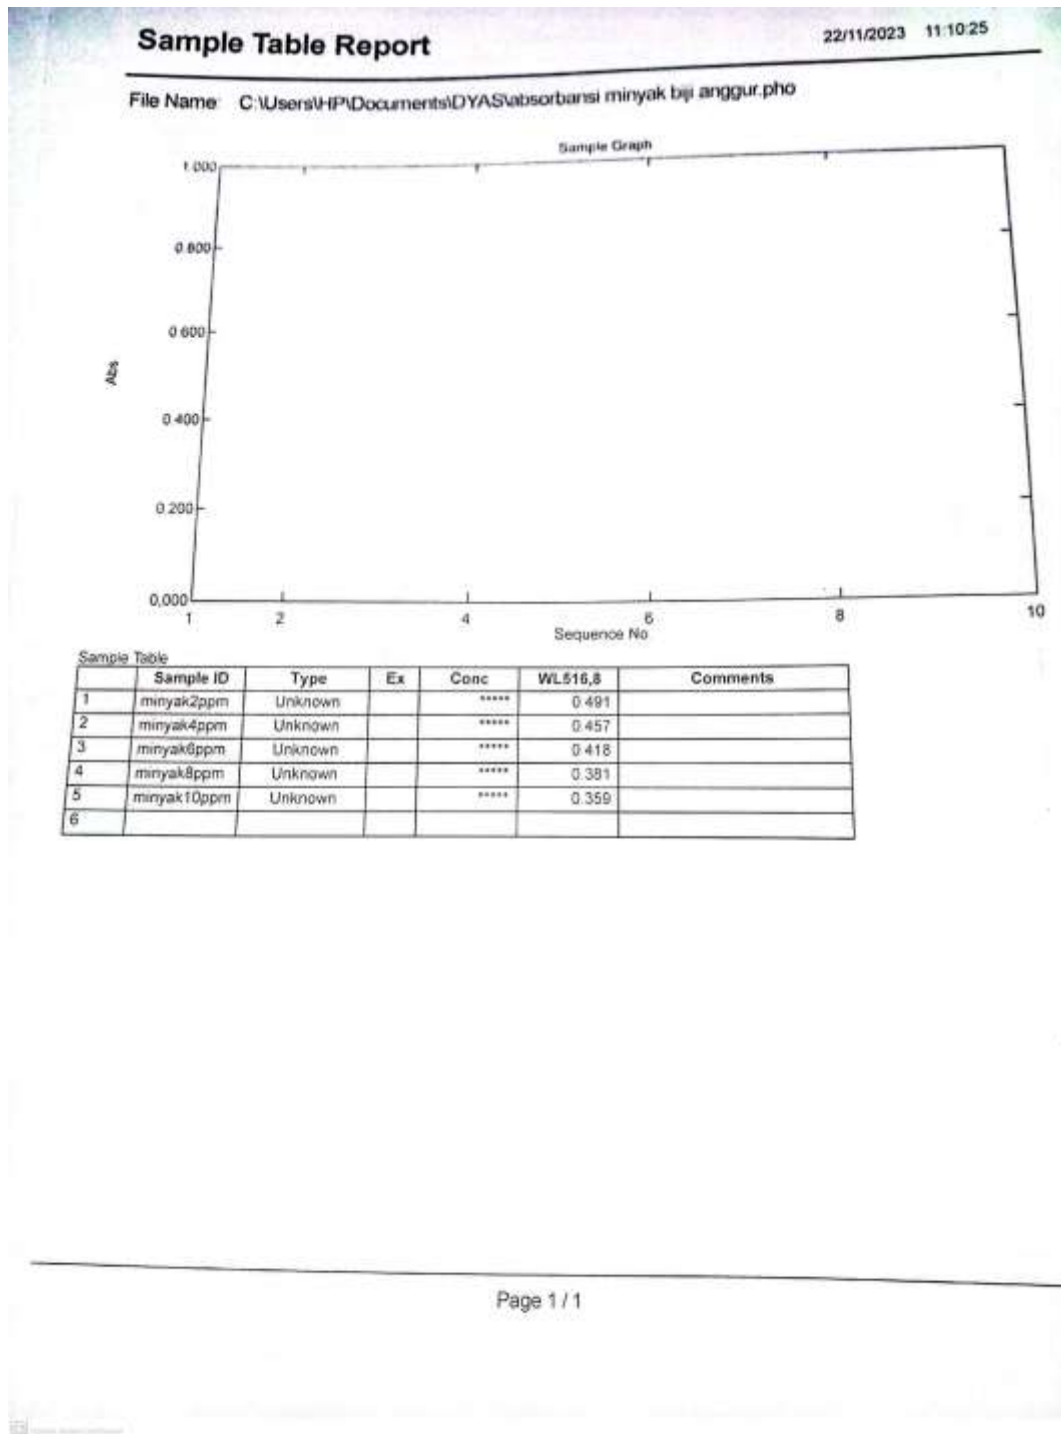 Sample Table Report
22/11/2023 11:10:25
File Name: C:\Users\HP\Documents\DYAS\absorbansi minyak biji anggur.pho
Sample Graph
1.000
0.800
0.600
Abs
0.400
0.200
0,000
1 2 4 6 8 10
Sequence No
Sample Table
Sample ID Type Ex Conc WL516,8 Comments
1 minyak2ppm Unknown ***** 0.491
2 minyak4ppm Unknown ***** 0.457
3 minyak6ppm Unknown ***** 0.418
4 minyak8ppm Unknown ***** 0.381
5 minyak10ppm Unknown ***** 0.359
6
Page 1 / 1